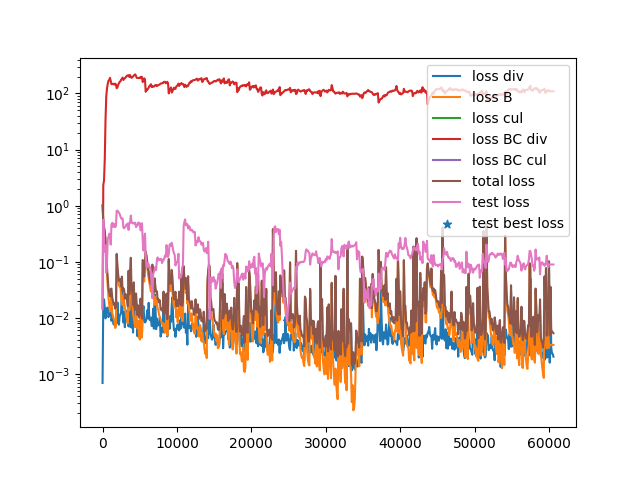 10²
10¹
10⁰
10⁻¹
10⁻²
10⁻³
0
10000
20000
30000
40000
50000
60000
loss div
loss B
loss cul
loss BC div
loss BC cul
total loss
test loss
test best loss